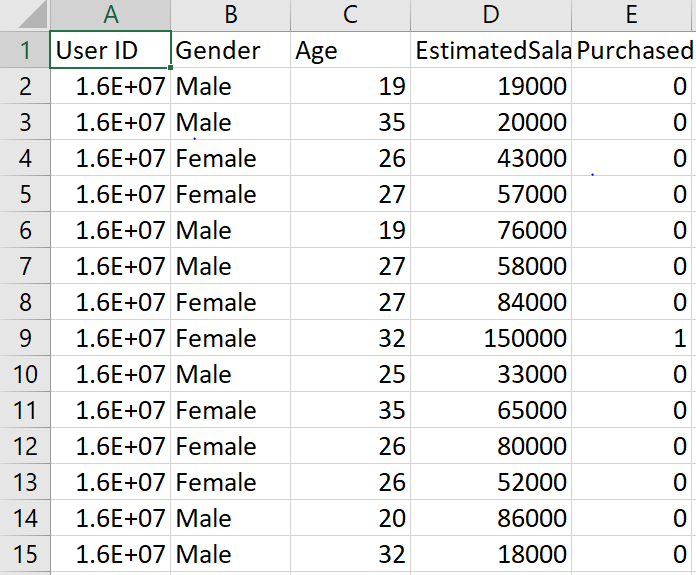 A B C D E
1 User ID Gender Age EstimatedSala Purchased
2 1.6E+07 Male 19 19000 0
3 1.6E+07 Male 35 20000 0
4 1.6E+07 Female 26 43000 0
5 1.6E+07 Female 27 57000 0
6 1.6E+07 Male 19 76000 0
7 1.6E+07 Male 27 58000 0
8 1.6E+07 Female 27 84000 0
9 1.6E+07 Female 32 150000 1
10 1.6E+07 Male 25 33000 0
11 1.6E+07 Female 35 65000 0
12 1.6E+07 Female 26 80000 0
13 1.6E+07 Female 26 52000 0
14 1.6E+07 Male 20 86000 0
15 1.6E+07 Male 32 18000 0